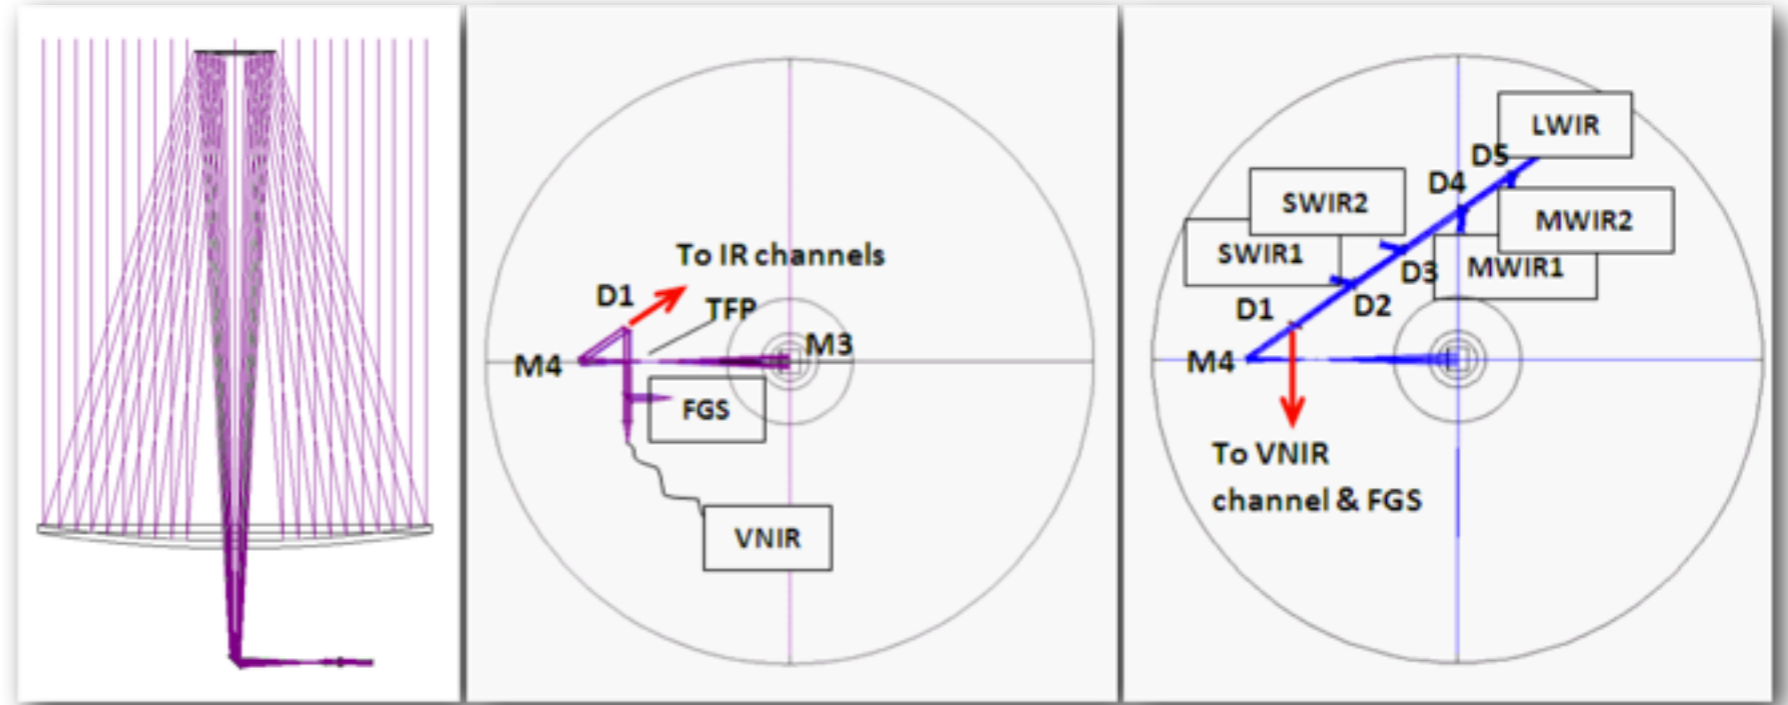 To IR channels
D1
TFP
M3
M4
FGS
VNIR
LWIR
D5
D4
SWIR2
MWIR2
SWIR1
D3
MWIR1
D1
D2
M4
To VNIR
channel & FGS